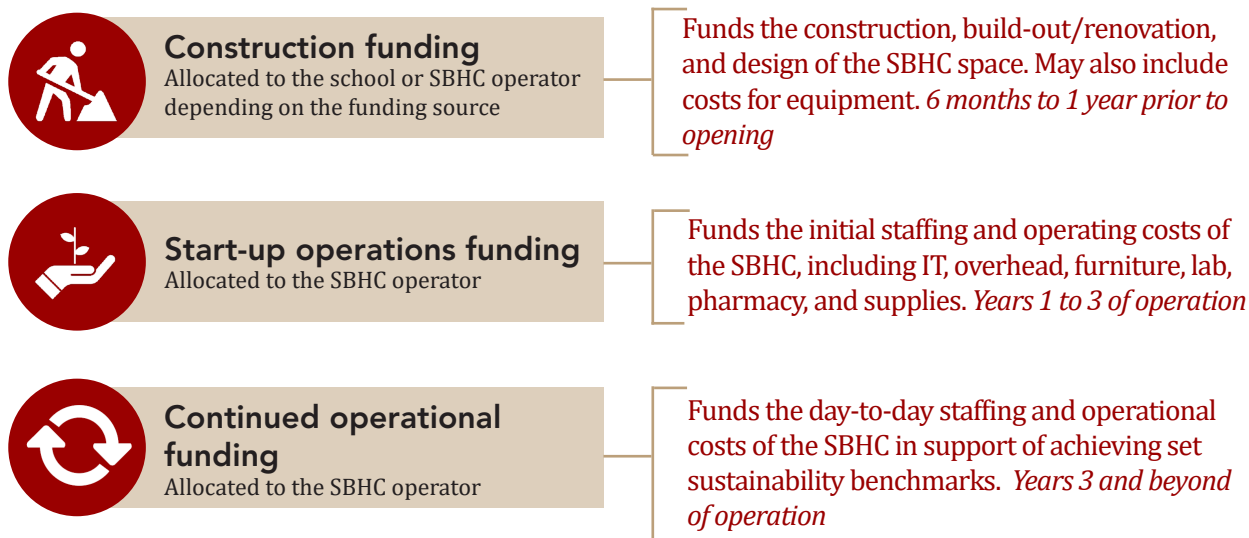 Construction funding
Allocated to the school or SBHC operator
depending on the funding source
Funds the construction, build-out/renovation,
and design of the SBHC space. May also include
costs for equipment. 6 months to 1 year prior to
opening
Start-up operations funding
Allocated to the SBHC operator
Funds the initial staffing and operating costs of
the SBHC, including IT, overhead, furniture, lab,
pharmacy, and supplies. Years 1 to 3 of operation
Continued operational
funding
Allocated to the SBHC operator
Funds the day-to-day staffing and operational
costs of the SBHC in support of achieving set
sustainability benchmarks. Years 3 and beyond
of operation